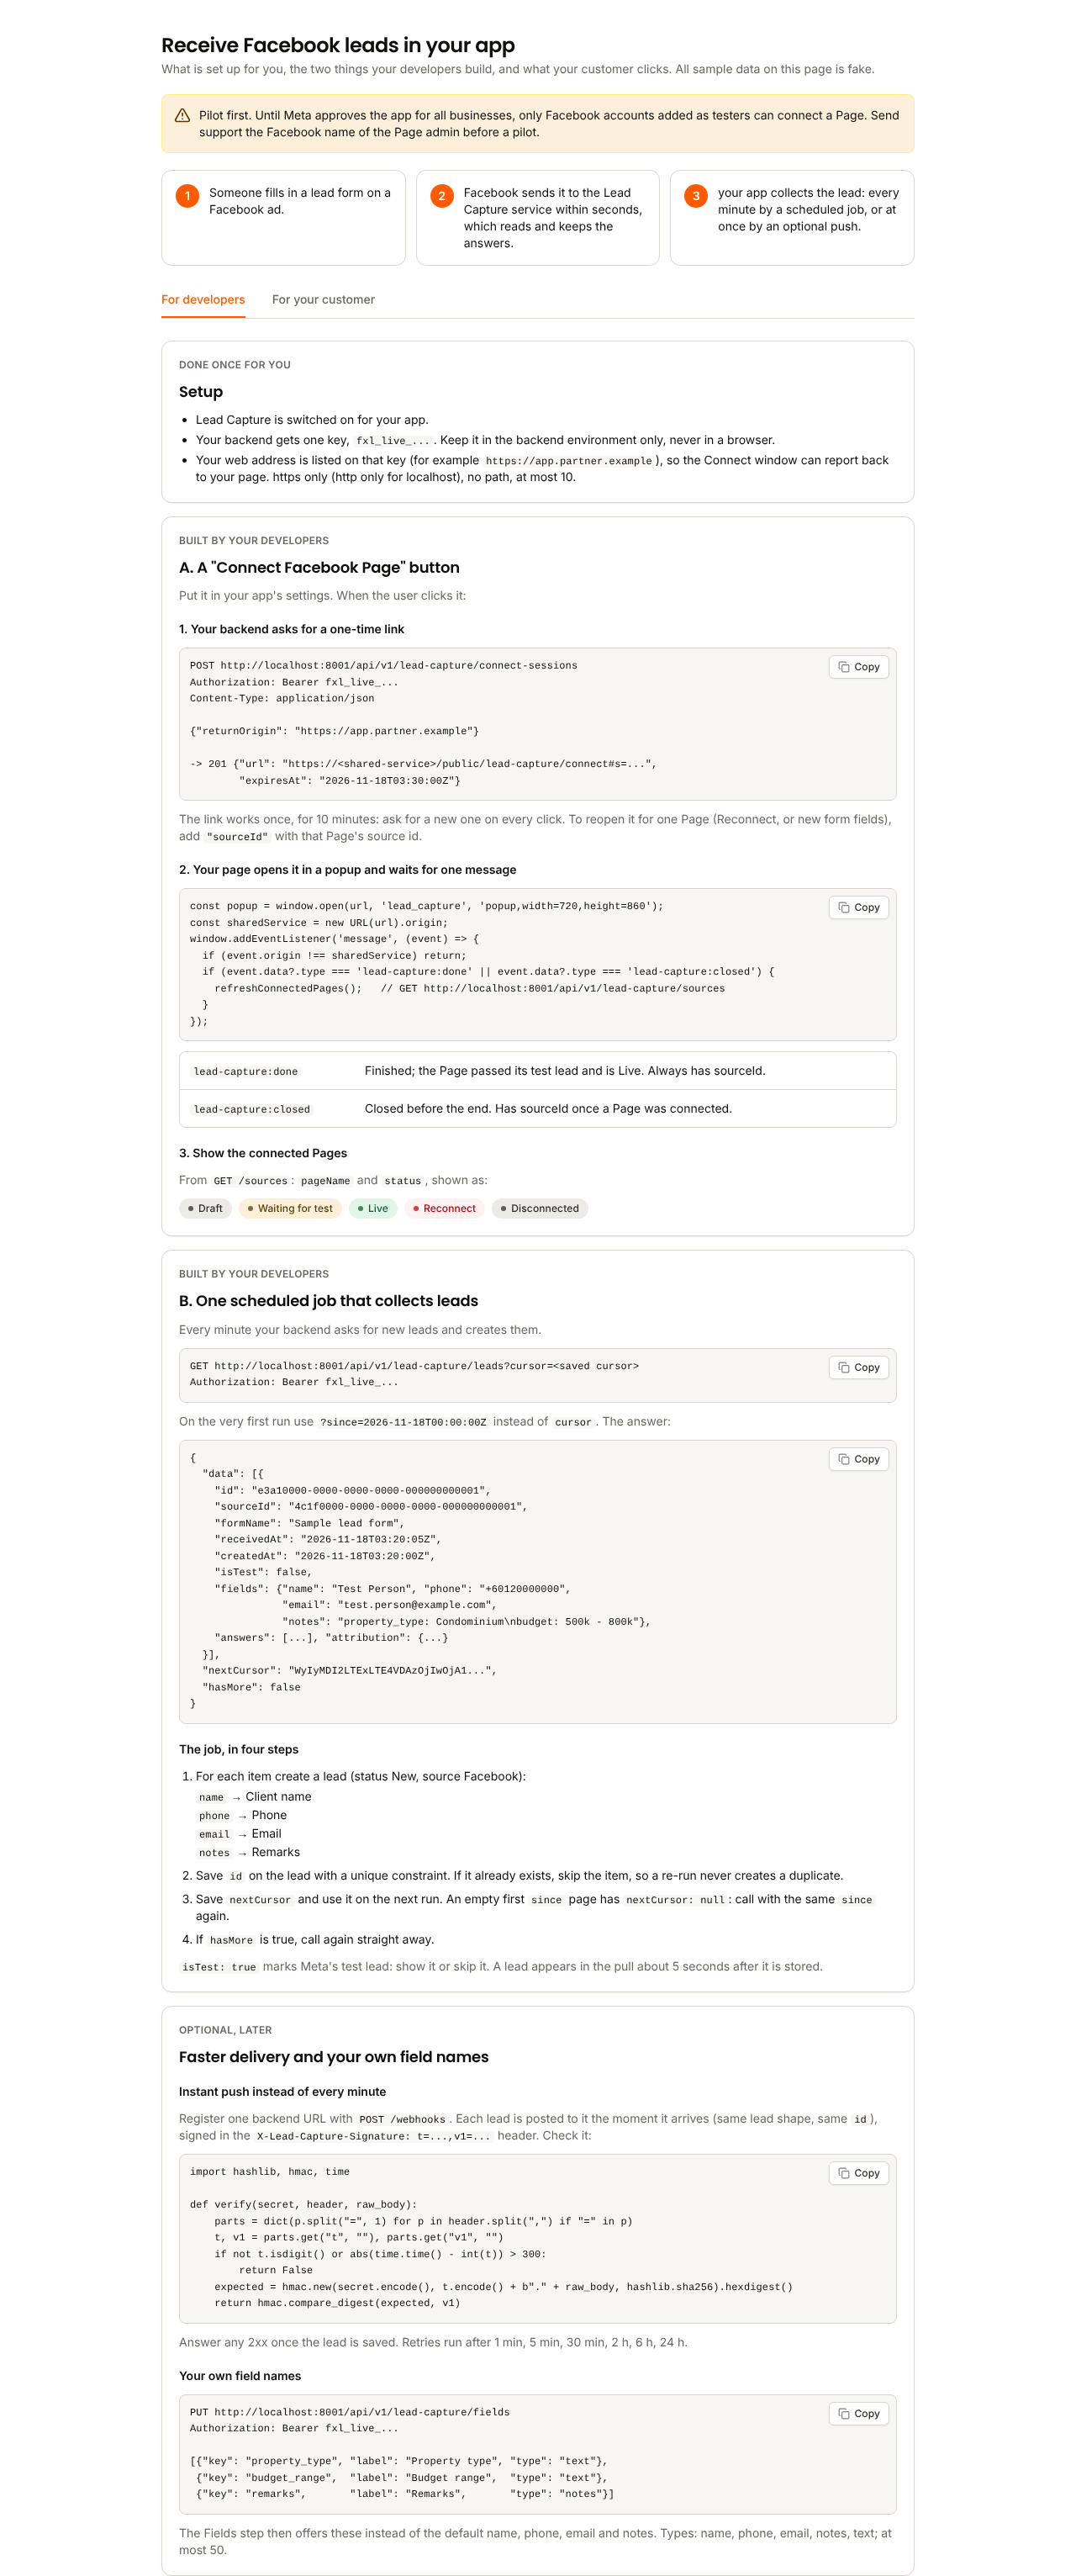 Receive Facebook leads in your app
What is set up for you, the two things your developers build, and what your customer clicks. All sample data on this page is fake.
Pilot first. Until Meta approves the app for all businesses, only Facebook accounts added as testers can connect a Page. Send
support the Facebook name of the Page admin before a pilot.
1
Someone fills in a lead form on a
Facebook ad.
2
Facebook sends it to the Lead
Capture service within seconds,
which reads and keeps the
answers.
3
your app collects the lead: every
minute by a scheduled job, or at
once by an optional push.
For developers
For your customer
DONE ONCE FOR YOU
Setup
• Lead Capture is switched on for your app.
• Your backend gets one key, fxl_live_... . Keep it in the backend environment only, never in a browser.
• Your web address is listed on that key (for example https://app.partner.example ), so the Connect window can report back
to your page. https only (http only for localhost), no path, at most 10.
BUILT BY YOUR DEVELOPERS
A. A "Connect Facebook Page" button
Put it in your app's settings. When the user clicks it:
1. Your backend asks for a one-time link
Copy
POST http://localhost:8001/api/v1/lead-capture/connect-sessions
Authorization: Bearer fxl_live_...
Content-Type: application/json
{"returnOrigin": "https://app.partner.example"}
-> 201 {"url": "https://<shared-service>/public/lead-capture/connect#s=...",
        "expiresAt": "2026-11-18T03:30:00Z"}
The link works once, for 10 minutes: ask for a new one on every click. To reopen it for one Page (Reconnect, or new form fields),
add "sourceId" with that Page's source id.
2. Your page opens it in a popup and waits for one message
Copy
const popup = window.open(url, 'lead_capture', 'popup,width=720,height=860');
const sharedService = new URL(url).origin;
window.addEventListener('message', (event) => {
  if (event.origin !== sharedService) return;
  if (event.data?.type === 'lead-capture:done' || event.data?.type === 'lead-capture:closed') {
    refreshConnectedPages();   // GET http://localhost:8001/api/v1/lead-capture/sources
  }
});
lead-capture:done Finished; the Page passed its test lead and is Live. Always has sourceId.
lead-capture:closed Closed before the end. Has sourceId once a Page was connected.
3. Show the connected Pages
From GET /sources : pageName and status , shown as:
Draft
Waiting for test
Live
Reconnect
Disconnected
BUILT BY YOUR DEVELOPERS
B. One scheduled job that collects leads
Every minute your backend asks for new leads and creates them.
Copy
GET http://localhost:8001/api/v1/lead-capture/leads?cursor=<saved cursor>
Authorization: Bearer fxl_live_...
On the very first run use ?since=2026-11-18T00:00:00Z instead of cursor . The answer:
Copy
{
  "data": [{
    "id": "e3a10000-0000-0000-0000-000000000001",
    "sourceId": "4c1f0000-0000-0000-0000-000000000001",
    "formName": "Sample lead form",
    "receivedAt": "2026-11-18T03:20:05Z",
    "createdAt": "2026-11-18T03:20:00Z",
    "isTest": false,
    "fields": {"name": "Test Person", "phone": "+60120000000",
               "email": "test.person@example.com",
               "notes": "property_type: Condominium\nbudget: 500k - 800k"},
    "answers": [...], "attribution": {...}
  }],
  "nextCursor": "WyIyMDI2LTExLTE4VDAzOjIwOjA1...",
  "hasMore": false
}
The job, in four steps
1. For each item create a lead (status New, source Facebook):
name → Client name
phone → Phone
email → Email
notes → Remarks
2. Save id on the lead with a unique constraint. If it already exists, skip the item, so a re-run never creates a duplicate.
3. Save nextCursor and use it on the next run. An empty first since page has nextCursor: null : call with the same since
again.
4. If hasMore is true, call again straight away.
isTest: true marks Meta's test lead: show it or skip it. A lead appears in the pull about 5 seconds after it is stored.
OPTIONAL, LATER
Faster delivery and your own field names
Instant push instead of every minute
Register one backend URL with POST /webhooks . Each lead is posted to it the moment it arrives (same lead shape, same id ),
signed in the X-Lead-Capture-Signature: t=...,v1=... header. Check it:
Copy
import hashlib, hmac, time
def verify(secret, header, raw_body):
    parts = dict(p.split("=", 1) for p in header.split(",") if "=" in p)
    t, v1 = parts.get("t", ""), parts.get("v1", "")
    if not t.isdigit() or abs(time.time() - int(t)) > 300:
        return False
    expected = hmac.new(secret.encode(), t.encode() + b"." + raw_body, hashlib.sha256).hexdigest()
    return hmac.compare_digest(expected, v1)
Answer any 2xx once the lead is saved. Retries run after 1 min, 5 min, 30 min, 2 h, 6 h, 24 h.
Your own field names
Copy
PUT http://localhost:8001/api/v1/lead-capture/fields
Authorization: Bearer fxl_live_...
[{"key": "property_type", "label": "Property type", "type": "text"},
 {"key": "budget_range",  "label": "Budget range",  "type": "text"},
 {"key": "remarks",       "label": "Remarks",       "type": "notes"}]
The Fields step then offers these instead of the default name, phone, email and notes. Types: name, phone, email, notes, text; at
most 50.